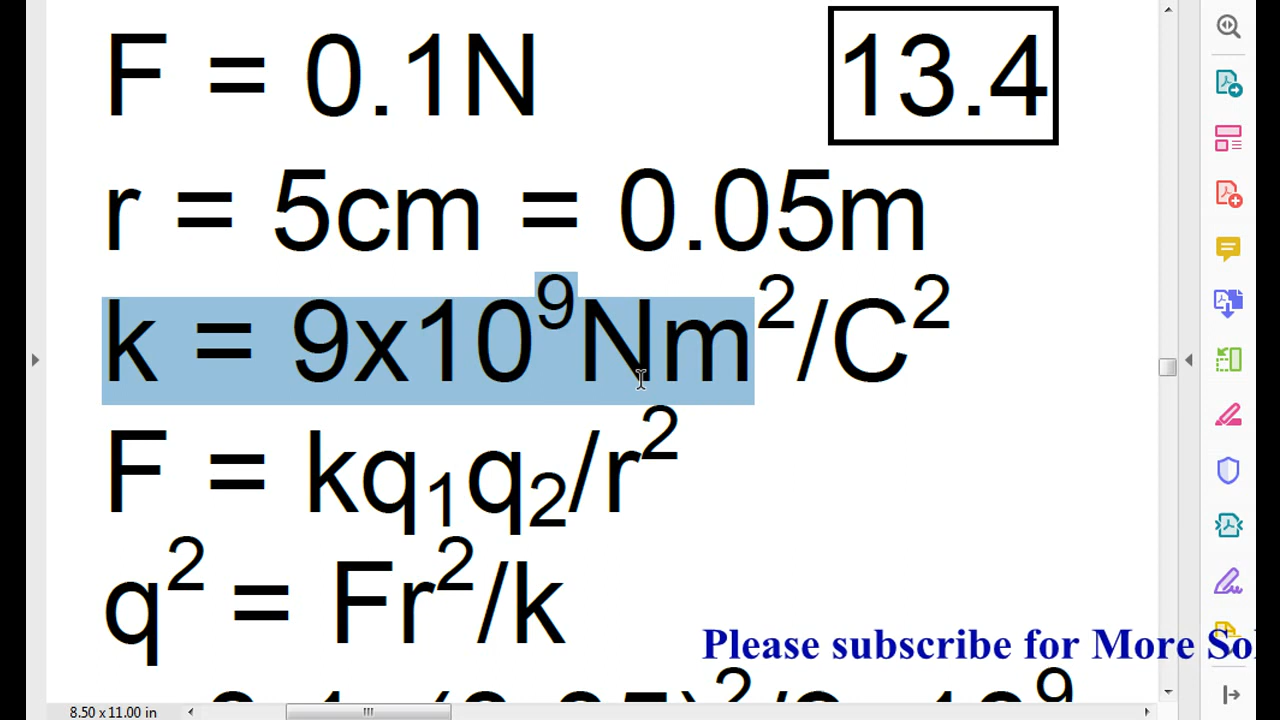 F = 0.1N
13.4
r = 5cm = 0.05m
k = 9x10⁹Nm²/C²
F = kq₁q₂/r²
q² = Fr²/k
Please subscribe for More
8.50 x 11.00 in